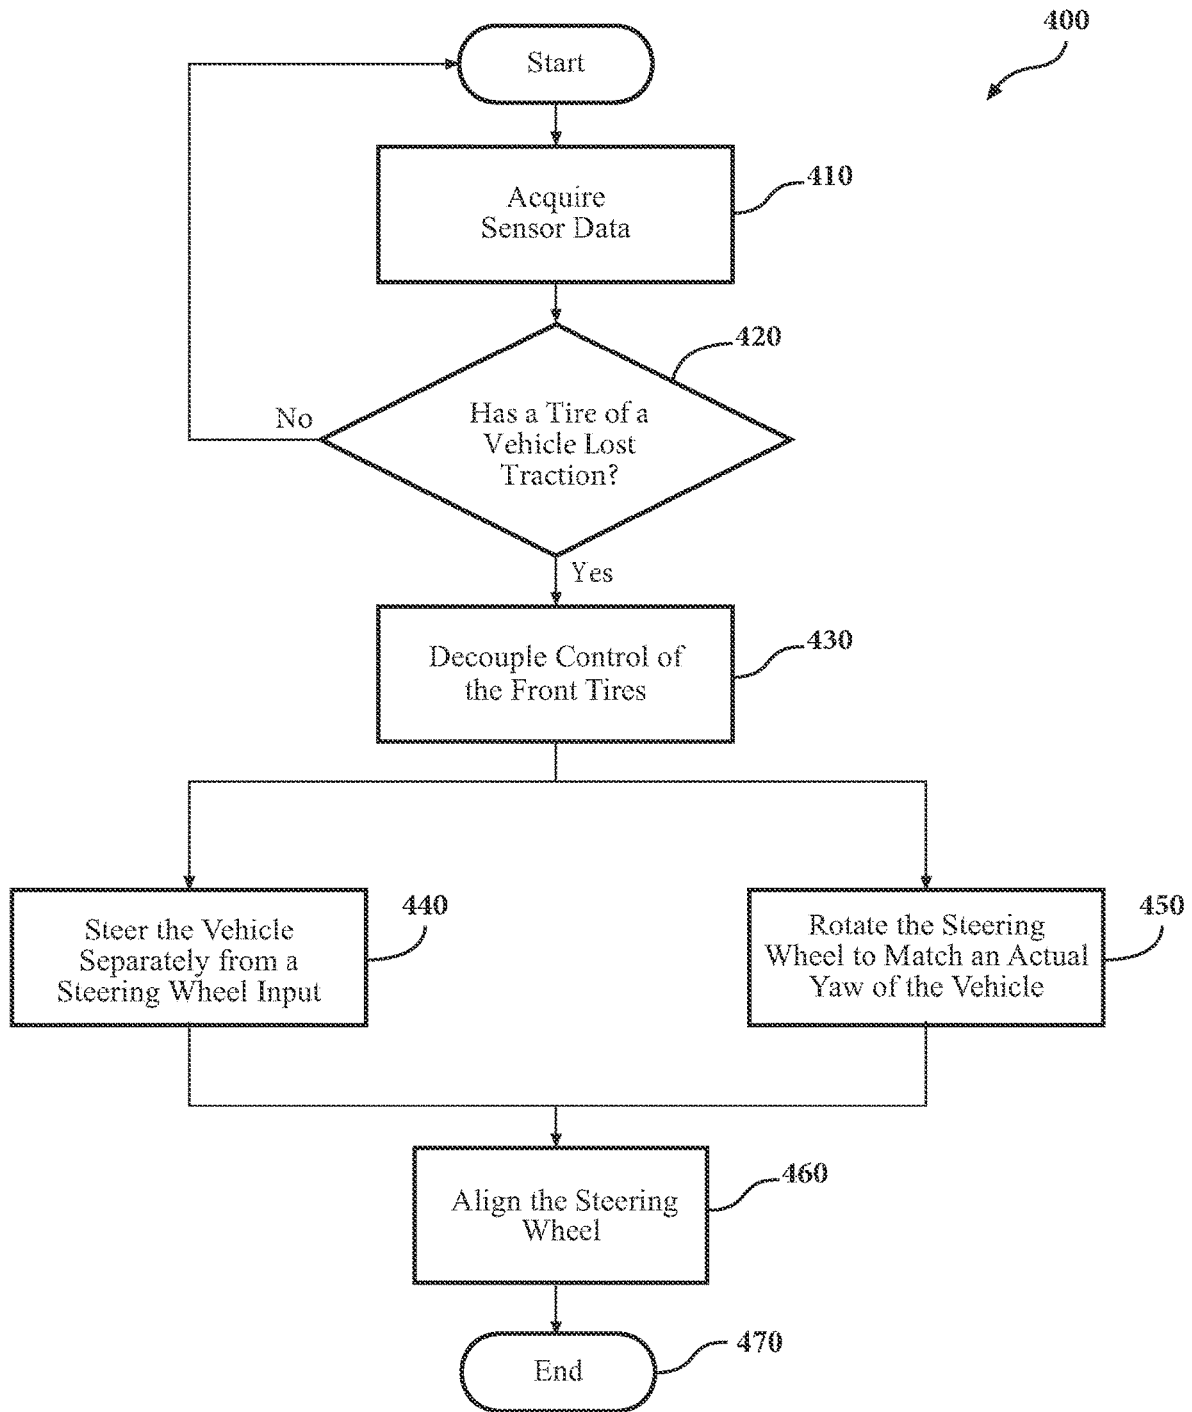 400
Start
Acquire
Sensor Data
410
420
Has a Tire of a
Vehicle Lost
Traction?
No
Yes
Decouple Control of
the Front Tires
430
Steer the Vehicle
Separately from a
Steering Wheel Input
440
Rotate the Steering
Wheel to Match an Actual
Yaw of the Vehicle
450
Align the Steering
Wheel
460
End
470